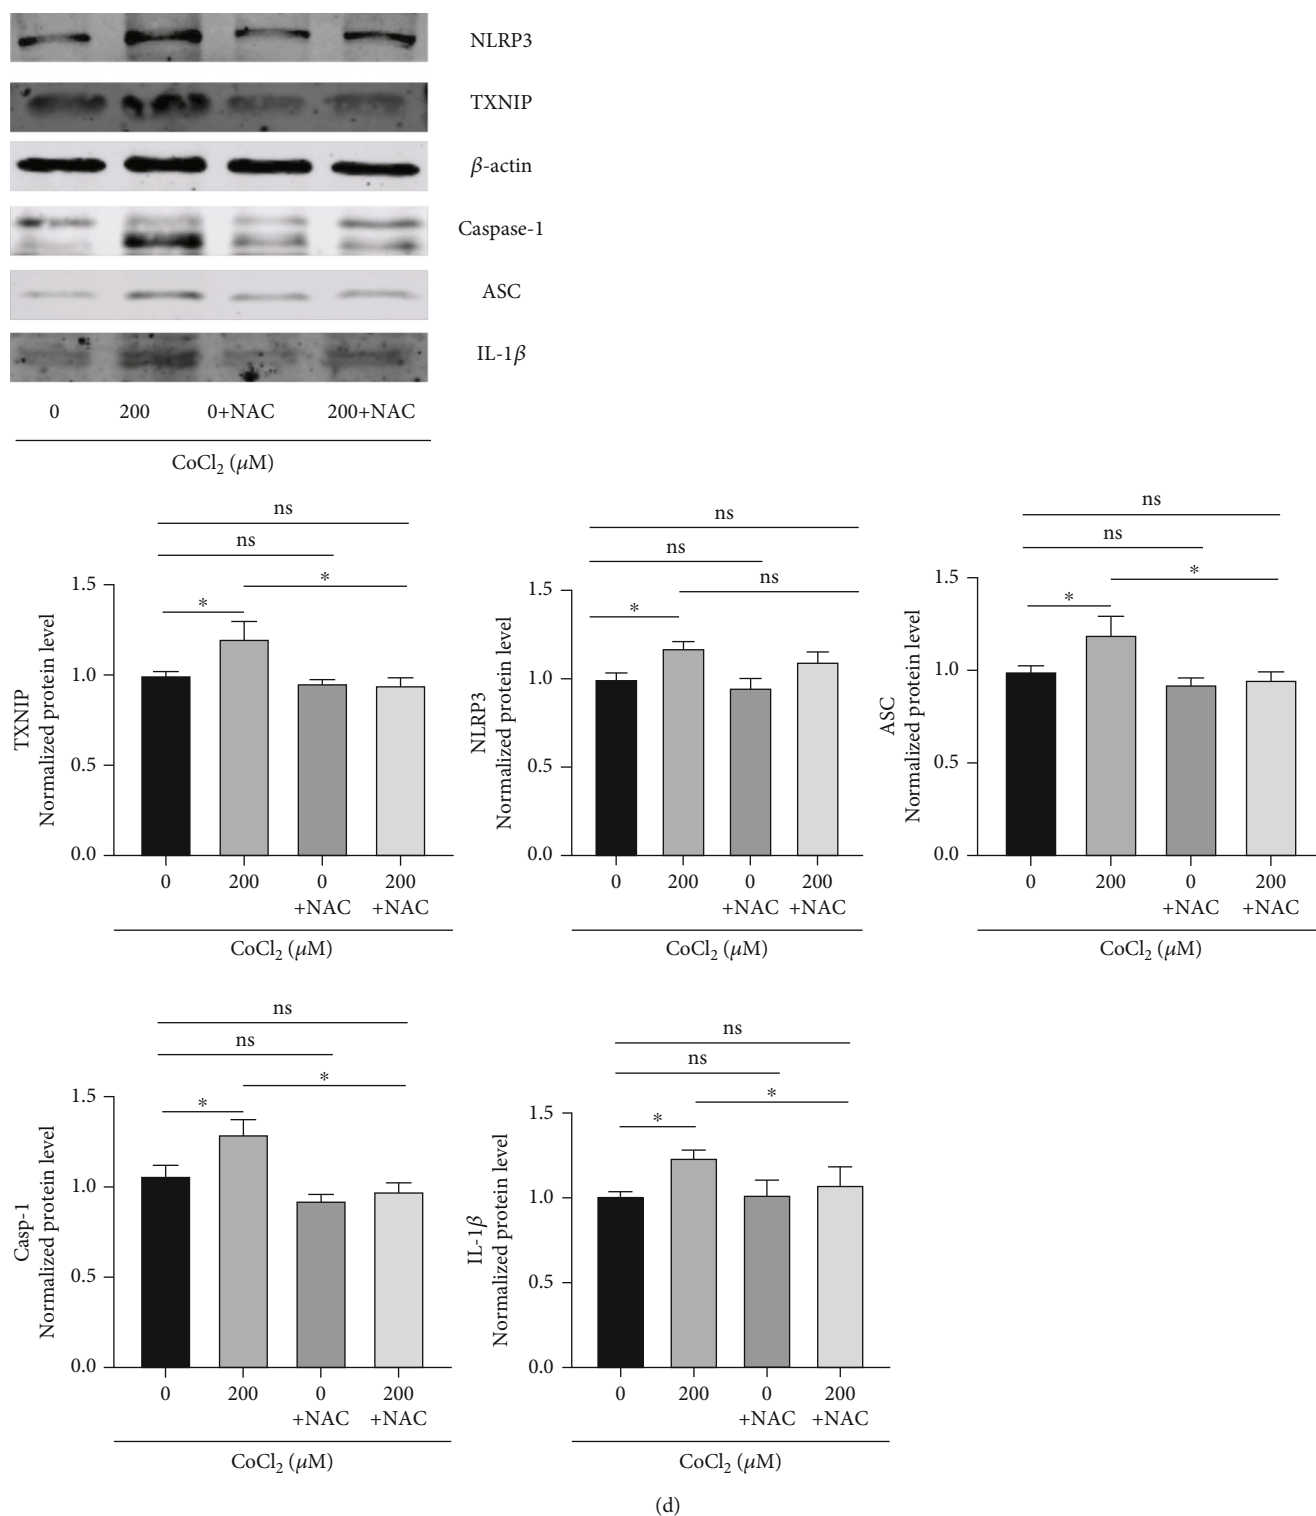 NLRP3
TXNIP
β-actin
Caspase-1
ASC
IL-1β
0 200 0+NAC 200+NAC
CoCl2 (μM)
ns
ns
*
*
1.5
1.0
0.5
0.0
TXNIP
Normalized protein level
0 200 0 200
+NAC +NAC
CoCl2 (μM)
ns
ns
ns
*
1.5
1.0
0.5
0.0
NLRP3
Normalized protein level
0 200 0 200
+NAC +NAC
CoCl2 (μM)
ns
ns
*
*
1.5
1.0
0.5
0.0
ASC
Normalized protein level
0 200 0 200
+NAC +NAC
CoCl2 (μM)
ns
ns
*
*
1.5
1.0
0.5
0.0
Casp-1
Normalized protein level
0 200 0 200
+NAC +NAC
CoCl2 (μM)
ns
ns
*
*
1.5
1.0
0.5
0.0
IL-1β
Normalized protein level
0 200 0 200
+NAC +NAC
CoCl2 (μM)
(d)